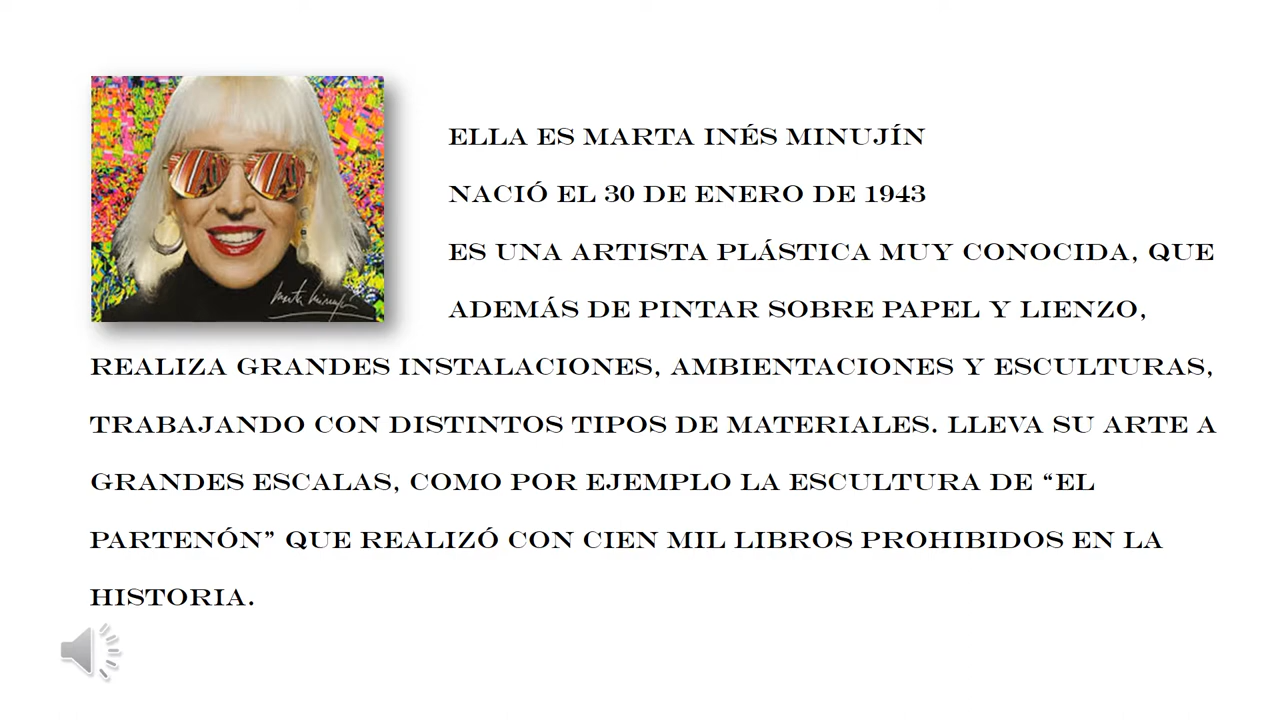 ELLA ES MARTA INÉS MINUJÍN
NACIÓ EL 30 DE ENERO DE 1943
ES UNA ARTISTA PLÁSTICA MUY CONOCIDA, QUE
ADEMÁS DE PINTAR SOBRE PAPEL Y LIENZO,
REALIZA GRANDES INSTALACIONES, AMBIENTACIONES Y ESCULTURAS,
TRABAJANDO CON DISTINTOS TIPOS DE MATERIALES. LLEVA SU ARTE A
GRANDES ESCALAS, COMO POR EJEMPLO LA ESCULTURA DE “EL
PARTENÓN” QUE REALIZÓ CON CIEN MIL LIBROS PROHIBIDOS EN LA
HISTORIA.
Marta Minujín